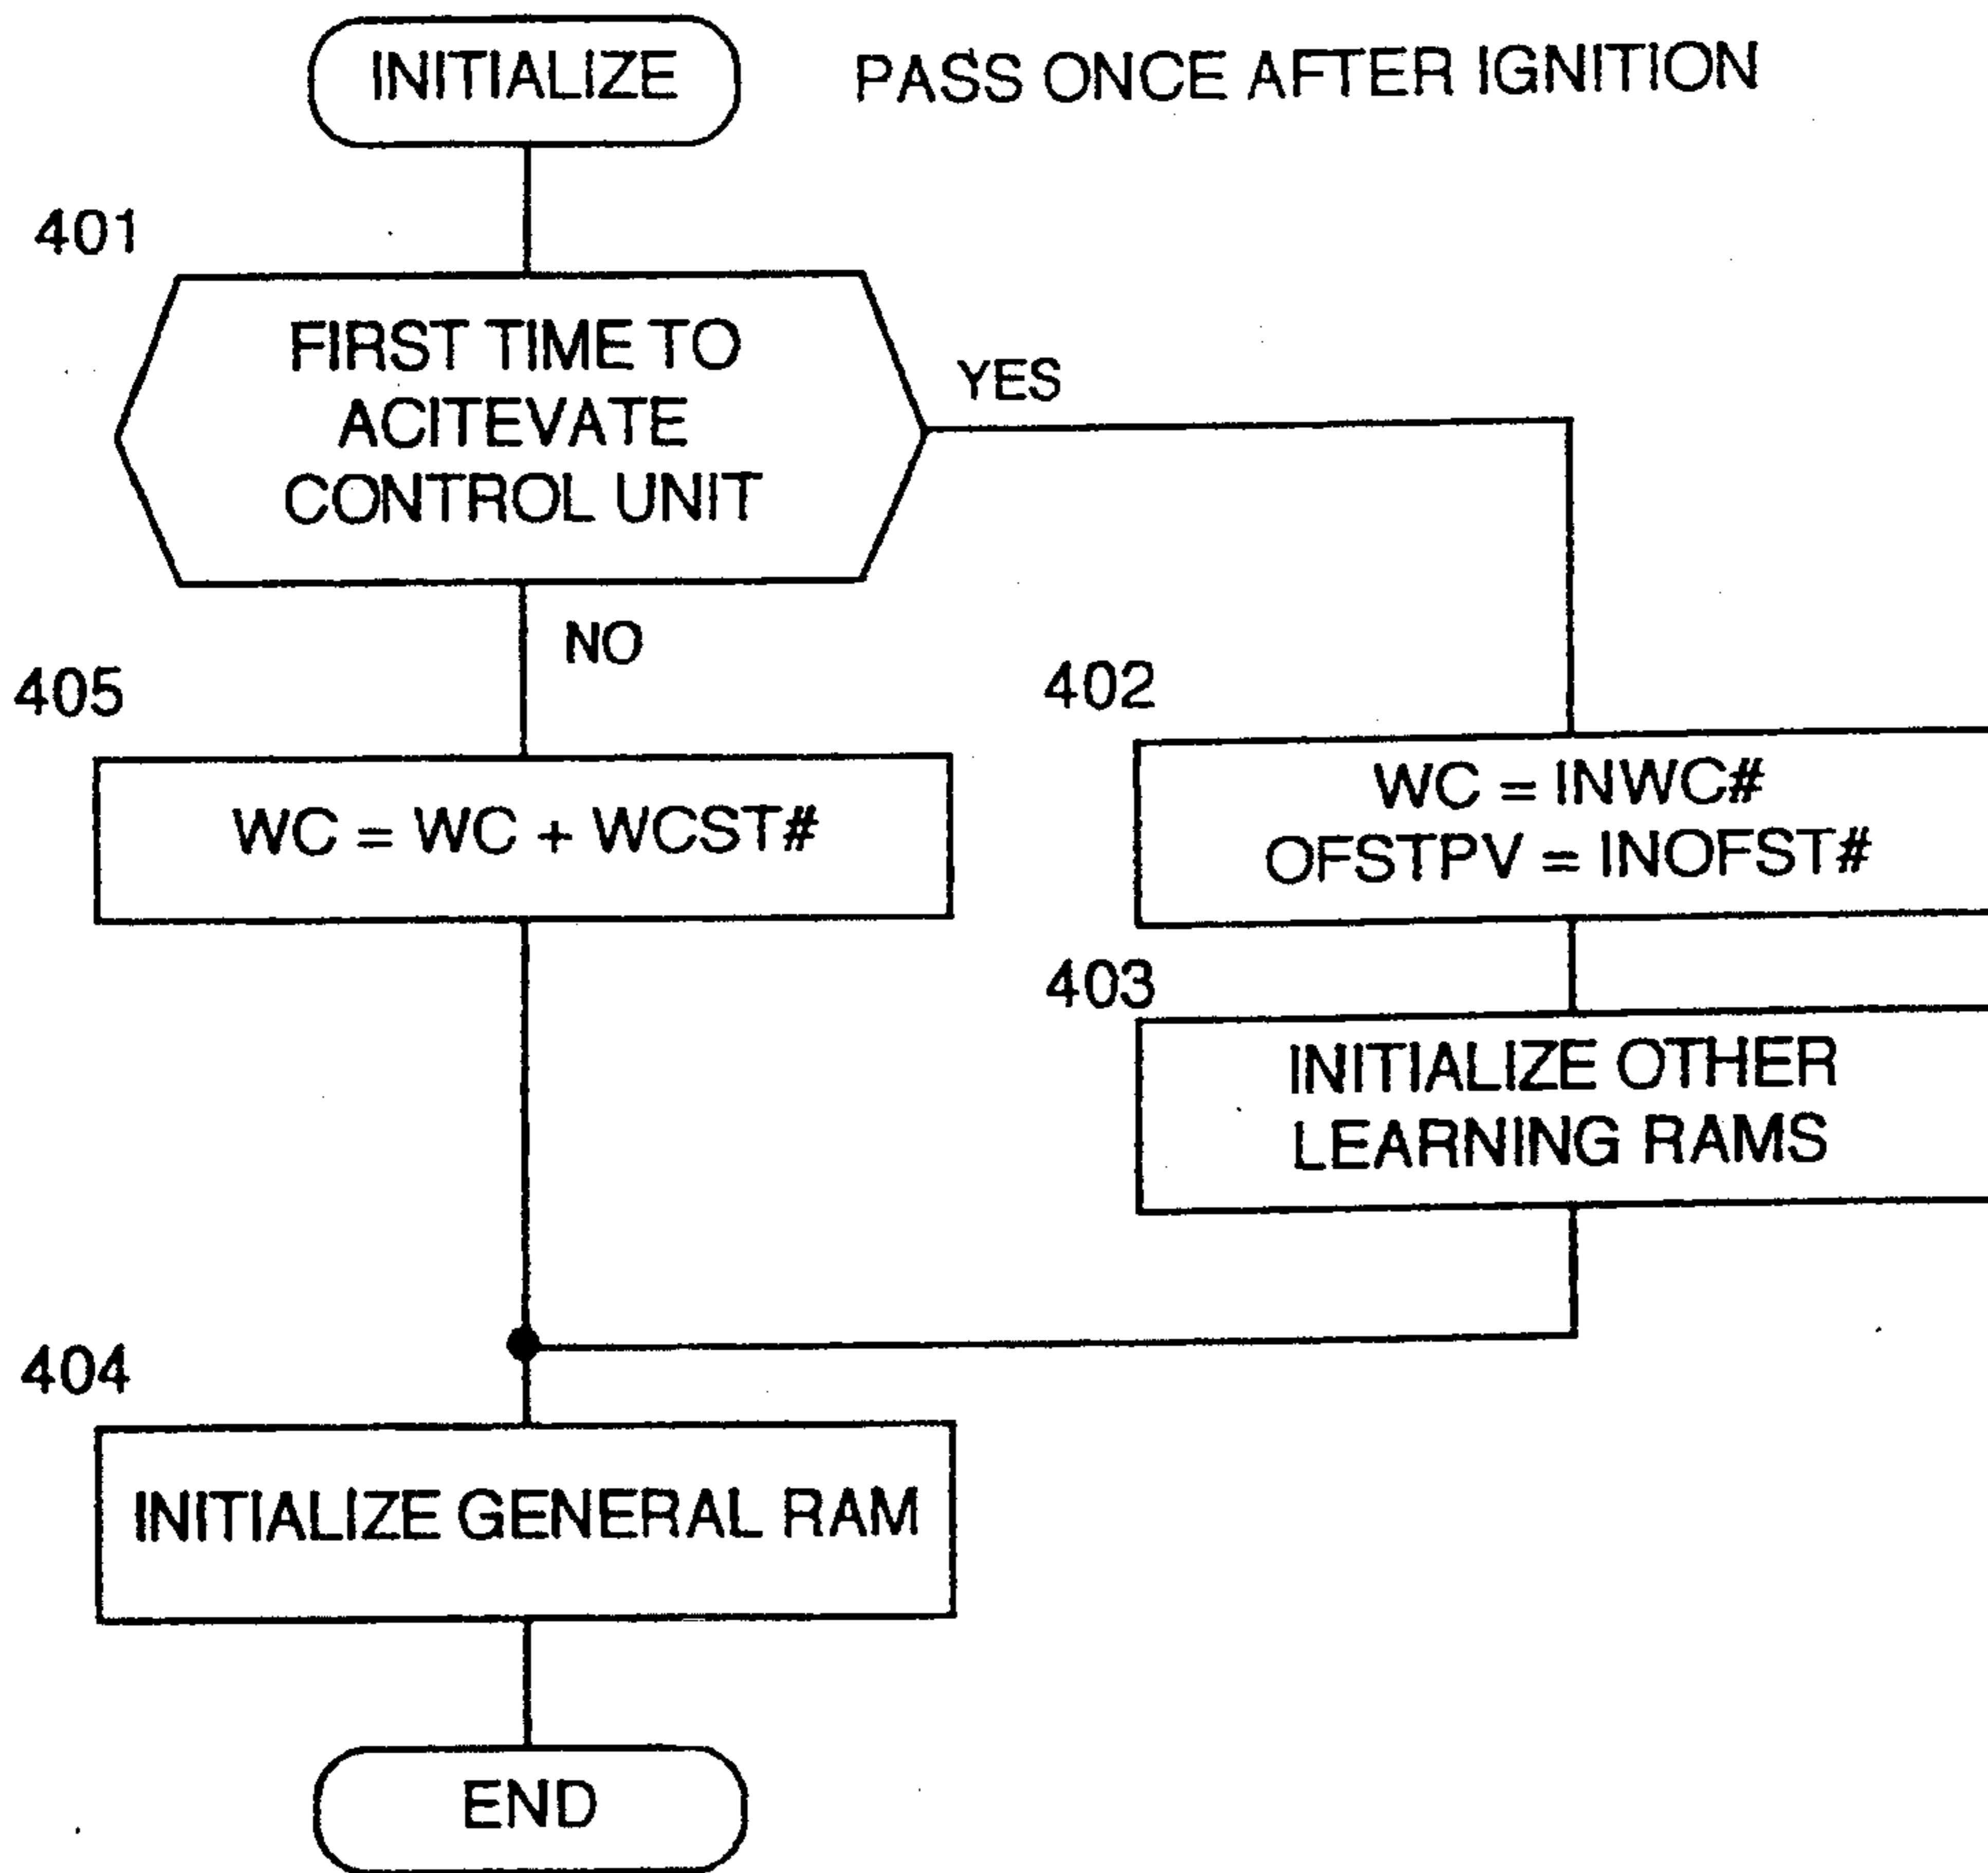 INITIALIZE
PASS ONCE AFTER IGNITION
401
FIRST TIME TO
ACITEVATE
CONTROL UNIT
YES
NO
405
WC = WC + WCST#
402
WC = INWC#
OFSTPV = INOFST#
403
INITIALIZE OTHER
LEARNING RAMS
404
INITIALIZE GENERAL RAM
END